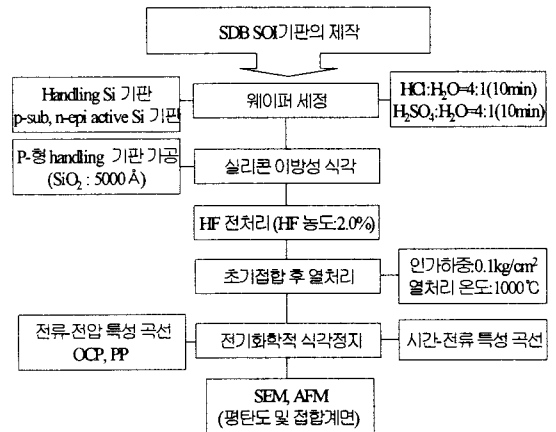 SDB SOI기판의 제작
Handling Si 기판
p-sub, n-epi active Si 기판
웨이퍼 세정
HCl:H₂O=4:1(10min)
H₂SO₄:H₂O=4:1(10min)
P-형 handling 기판 가공
(SiO₂ : 5000 Å)
실리콘 이방성 식각
HF 전처리 (HF 농도:2.0%)
초기접합 후 열처리
인가하중:0.1kg/cm²
열처리 온도:1000℃
전류-전압 특성 곡선
OCP, PP
전기화학적 식각정지
시간-전류 특성 곡선
SEM, AFM
(평탄도 및 접합계면)